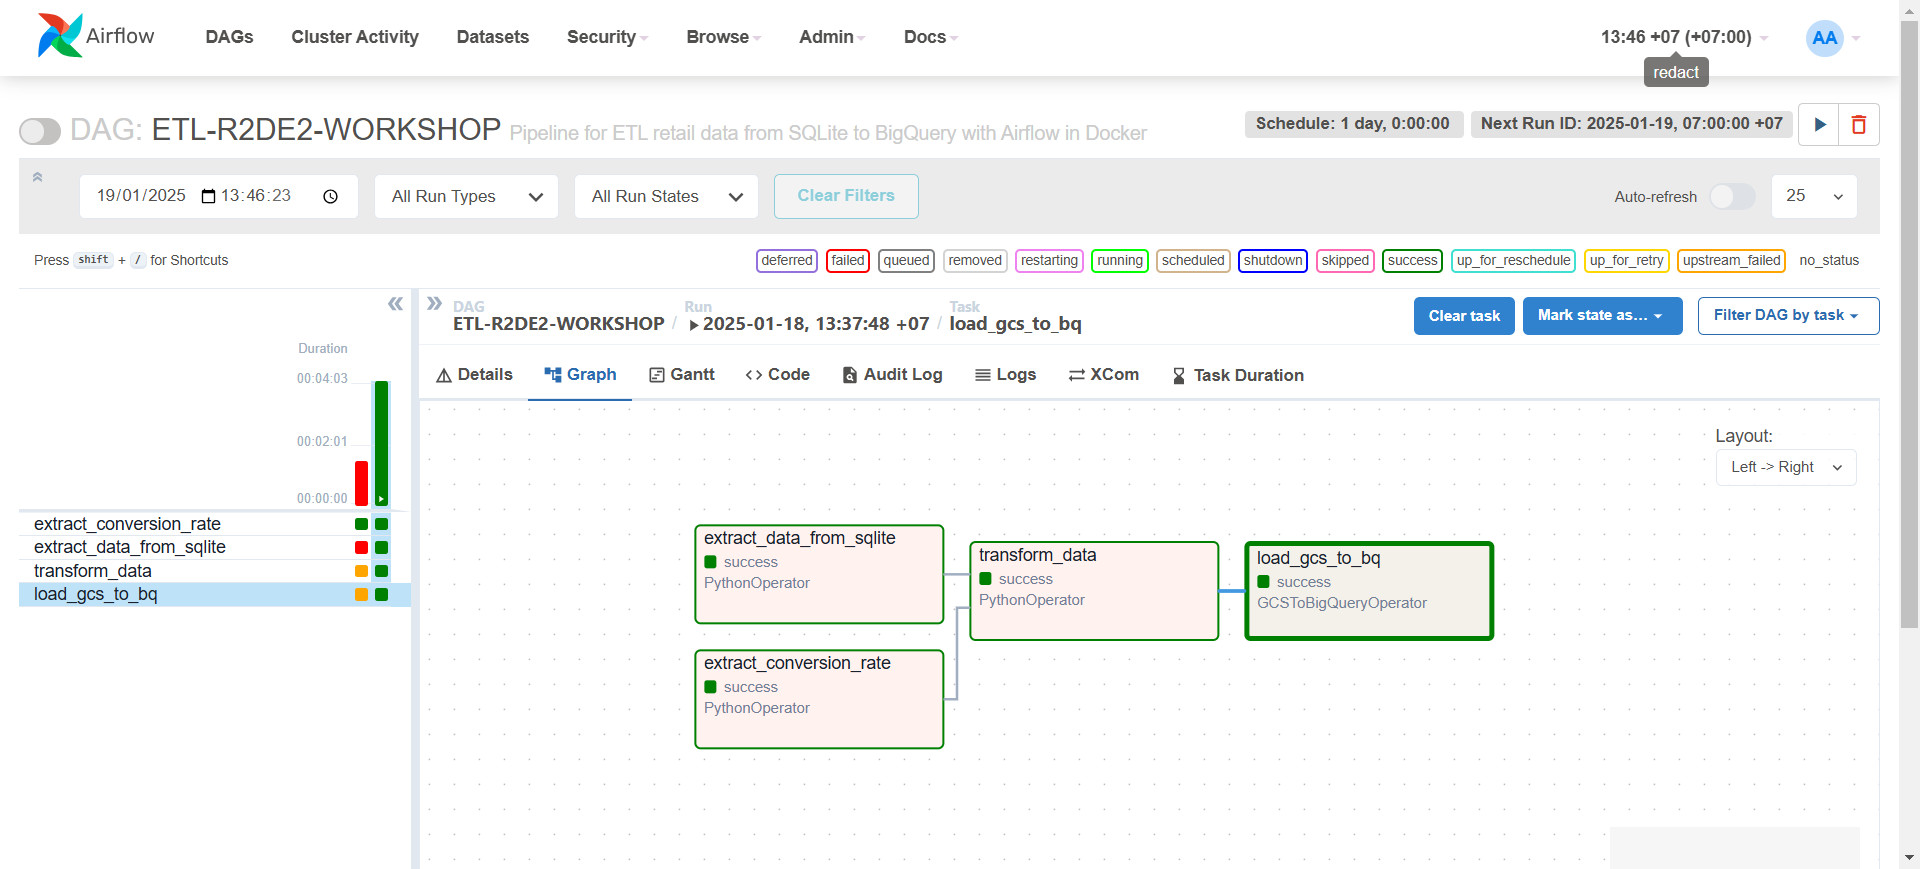 Airflow DAGs Cluster Activity Datasets Security Browse Admin Docs 13:46 +07 (+07:00) AA
redact
DAG: ETL-R2DE2-WORKSHOP Pipeline for ETL retail data from SQLite to BigQuery with Airflow in Docker Schedule: 1 day, 0:00:00 Next Run ID: 2025-01-19, 07:00:00 +07
19/01/2025 13:46:23 All Run Types All Run States Clear Filters Auto-refresh 25
Press shift + / for Shortcuts deferred failed queued removed restarting running scheduled shutdown skipped success up_for_reschedule up_for_retry upstream_failed no_status
DAG Run Task
ETL-R2DE2-WORKSHOP / 2025-01-18, 13:37:48 +07 / load_gcs_to_bq Clear task Mark state as... Filter DAG by task
Duration
00:04:03
00:02:01
00:00:00
extract_conversion_rate
extract_data_from_sqlite
transform_data
load_gcs_to_bq
Details Graph Gantt Code Audit Log Logs XCom Task Duration
Layout:
Left -> Right
extract_data_from_sqlite
success
PythonOperator
extract_conversion_rate
success
PythonOperator
transform_data
success
PythonOperator
load_gcs_to_bq
success
GCSToBigQueryOperator